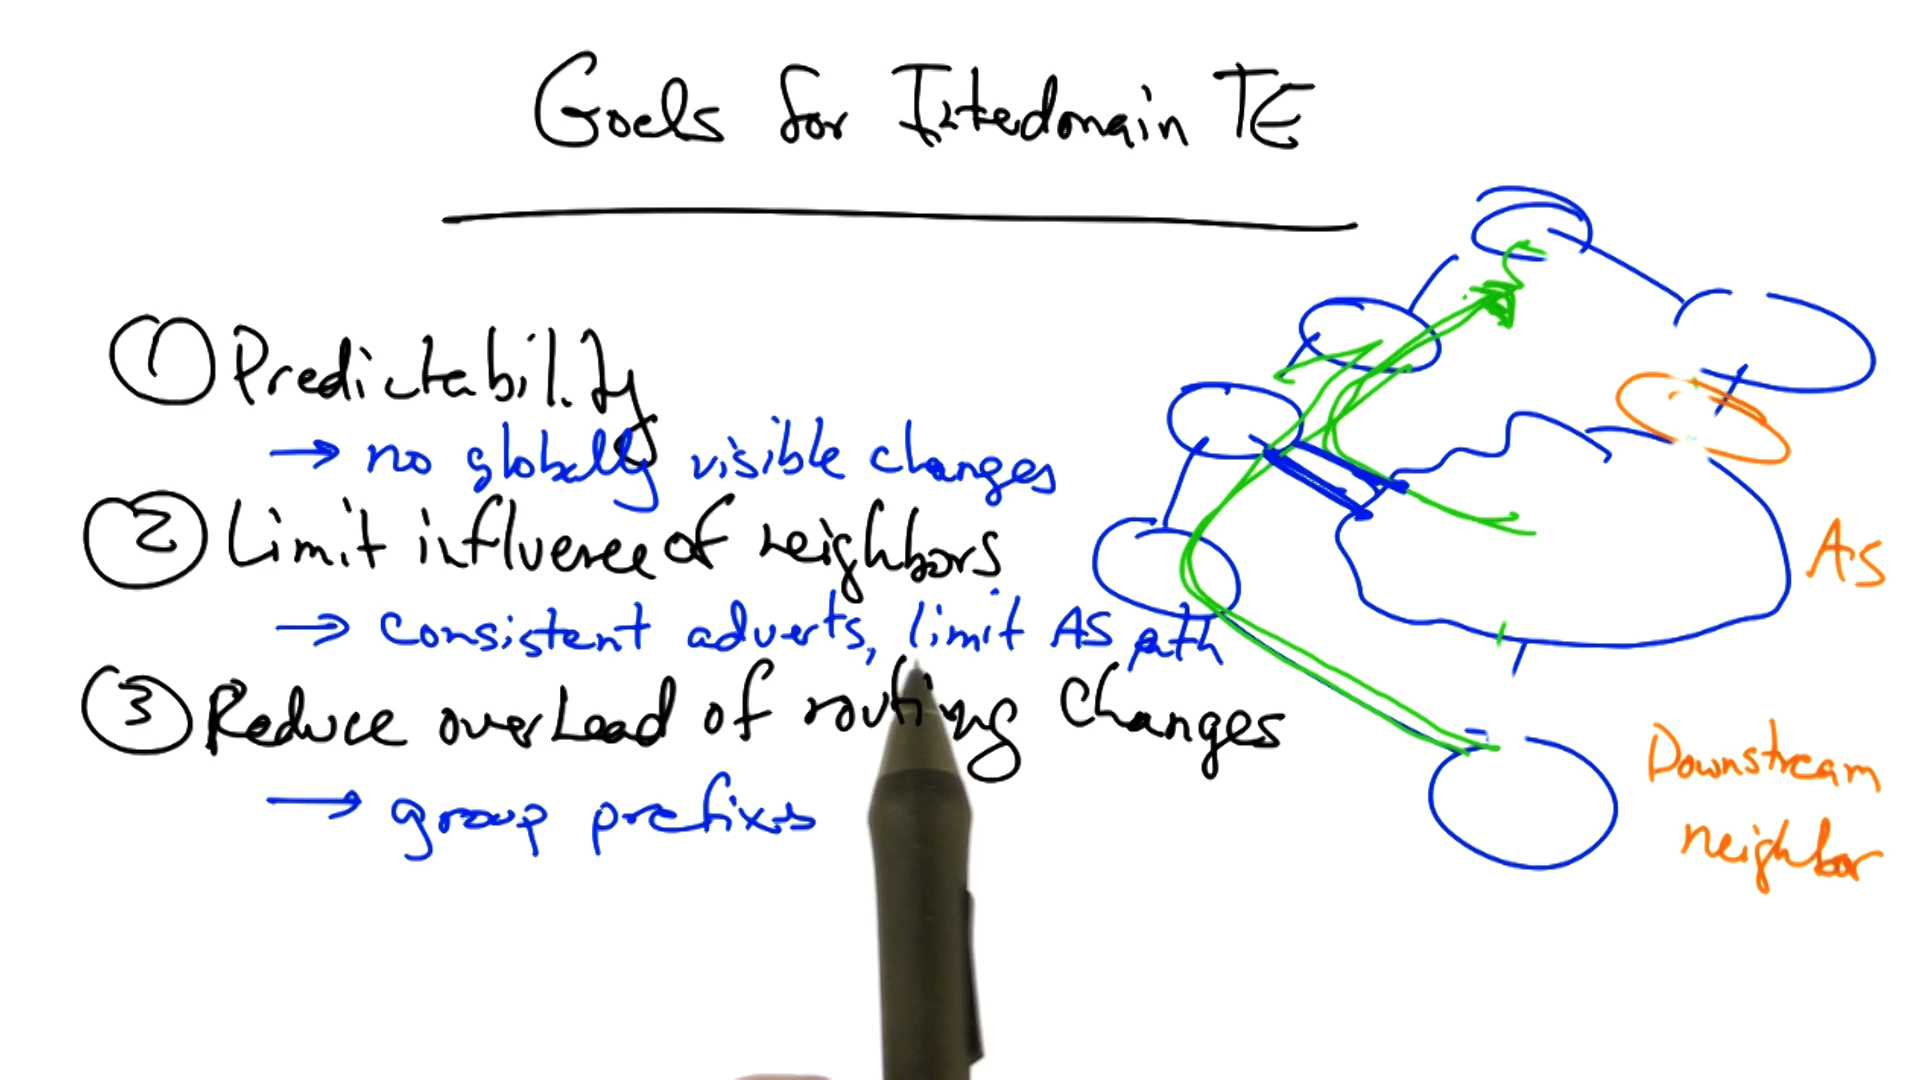 Goals for Interdomain TE
① Predictability
→ no globally visible changes
② Limit influence of neighbors
→ consistent adverts, limit AS path
③ Reduce overhead of routing changes
→ group prefixes
AS
Downstream
neighbor